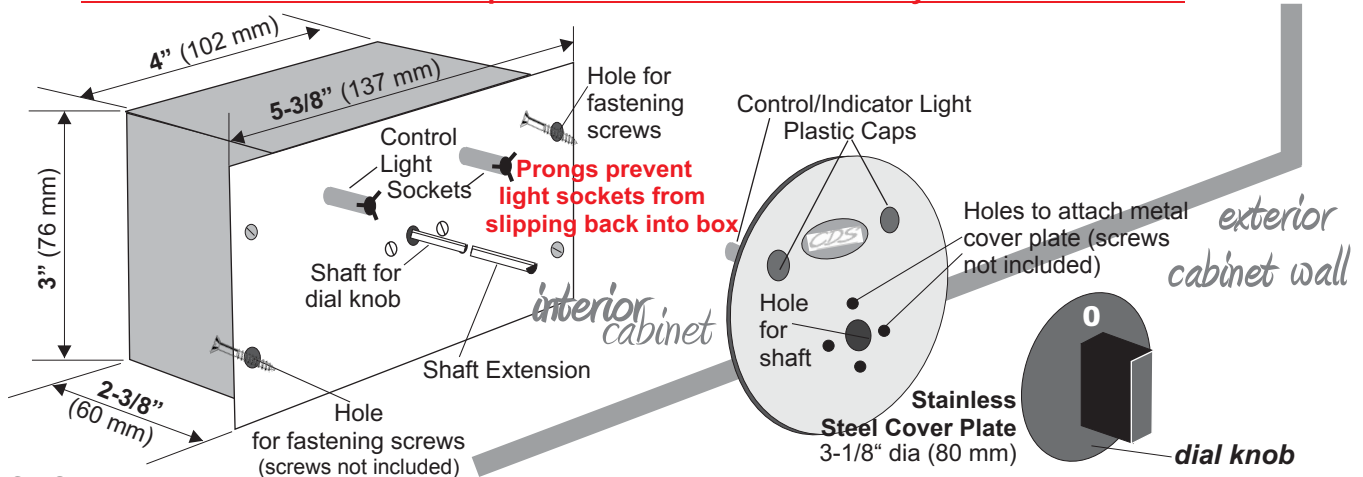 4” (102 mm)
5-3/8” (137 mm)
3” (76 mm)
2-3/8”
(60 mm)
Hole for
fastening
screws
Control
Light
Sockets
Prongs prevent
light sockets from
slipping back into box
Shaft for
dial knob
Shaft Extension
Hole
for fastening screws
(screws not included)
interior
cabinet
Control/Indicator Light
Plastic Caps
CDS
Hole
for
shaft
Holes to attach metal
cover plate (screws
not included)
Stainless
Steel Cover Plate
3-1/8“ dia (80 mm)
exterior
cabinet wall
0
dial knob